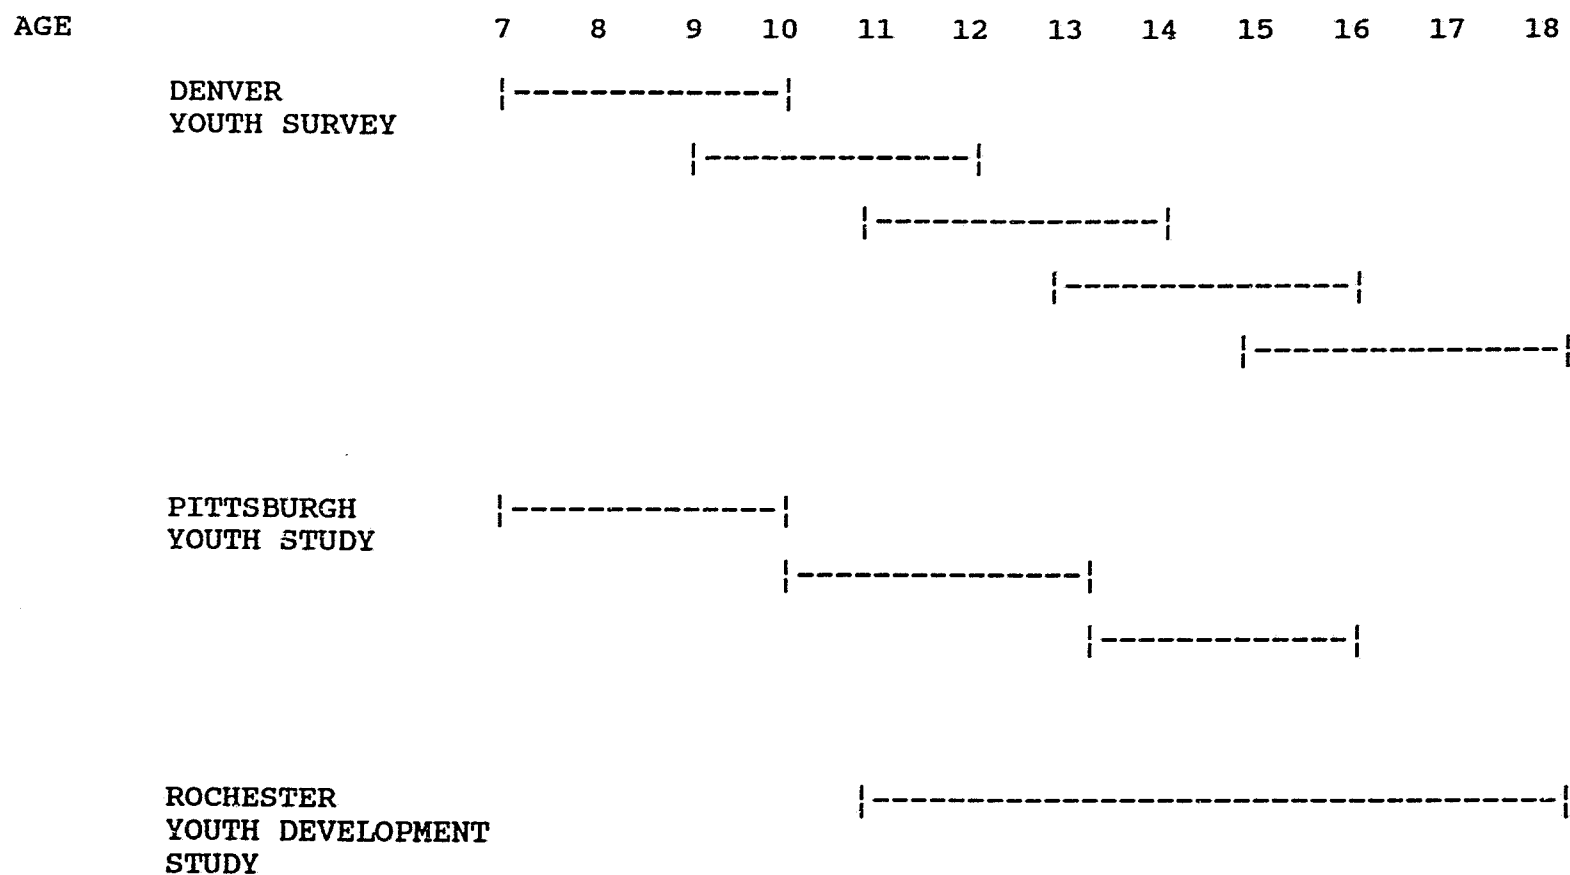 AGE 7 8 9 10 11 12 13 14 15 16 17 18
DENVER
YOUTH SURVEY
PITTSBURGH
YOUTH STUDY
ROCHESTER
YOUTH DEVELOPMENT
STUDY